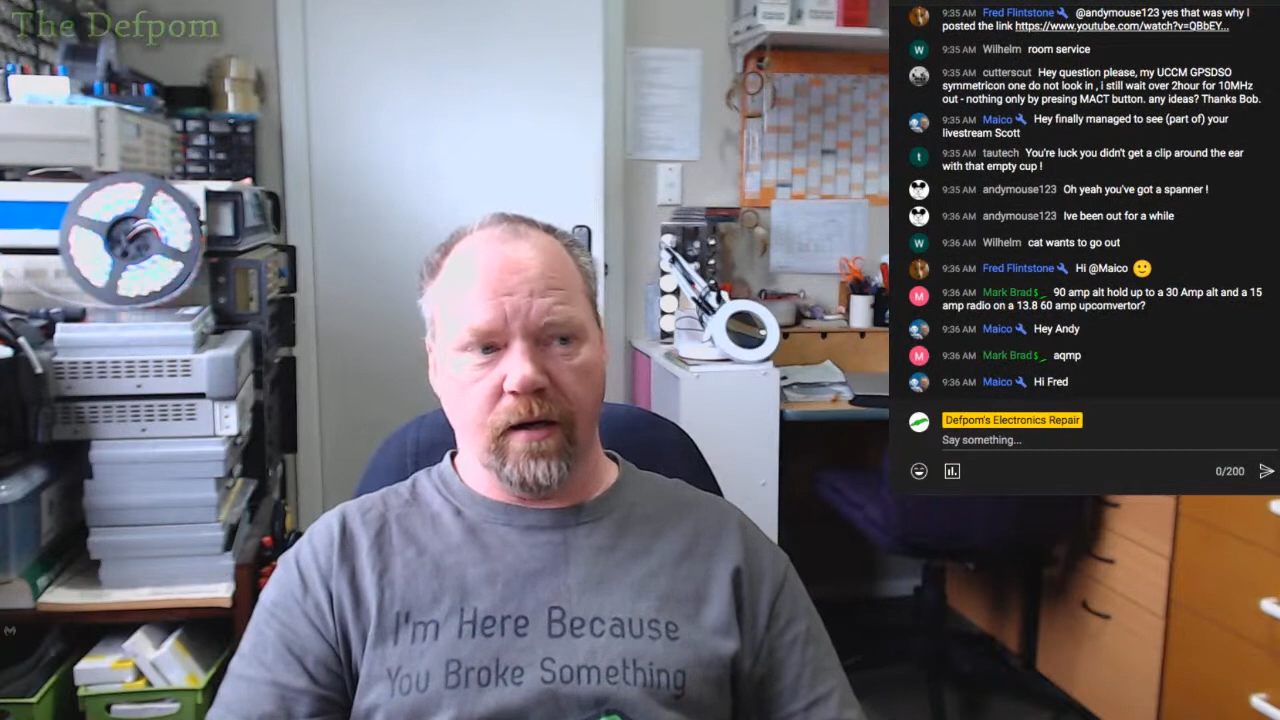 The Defpom
9:35 AM Fred Flintstone @andymouse123 yes that was why I
posted the link https://www.youtube.com/watch?v=QBbEY...
W 9:35 AM Wilhelm room service
9:35 AM cutterscut Hey question please, my UCCM GPSDSO
symmetricon one do not look in , i still wait over 2hour for 10MHz
out - nothing only by presing MACT button. any ideas? Thanks Bob.
9:35 AM Maico Hey finally managed to see (part of) your
livestream Scott
t 9:35 AM tautech You're luck you didn't get a clip around the ear
with that empty cup !
9:35 AM andymouse123 Oh yeah you've got a spanner !
9:36 AM andymouse123 Ive been out for a while
W 9:36 AM Wilhelm cat wants to go out
9:36 AM Fred Flintstone Hi @Maico 🙂
M 9:36 AM Mark Brad$ 90 amp alt hold up to a 30 Amp alt and a 15
amp radio on a 13.8 60 amp upcomvertor?
9:36 AM Maico Hey Andy
M 9:36 AM Mark Brad$ aqmp
9:36 AM Maico Hi Fred
Defpom's Electronics Repair
Say something...
0/200
I'm Here Because
You Broke Something